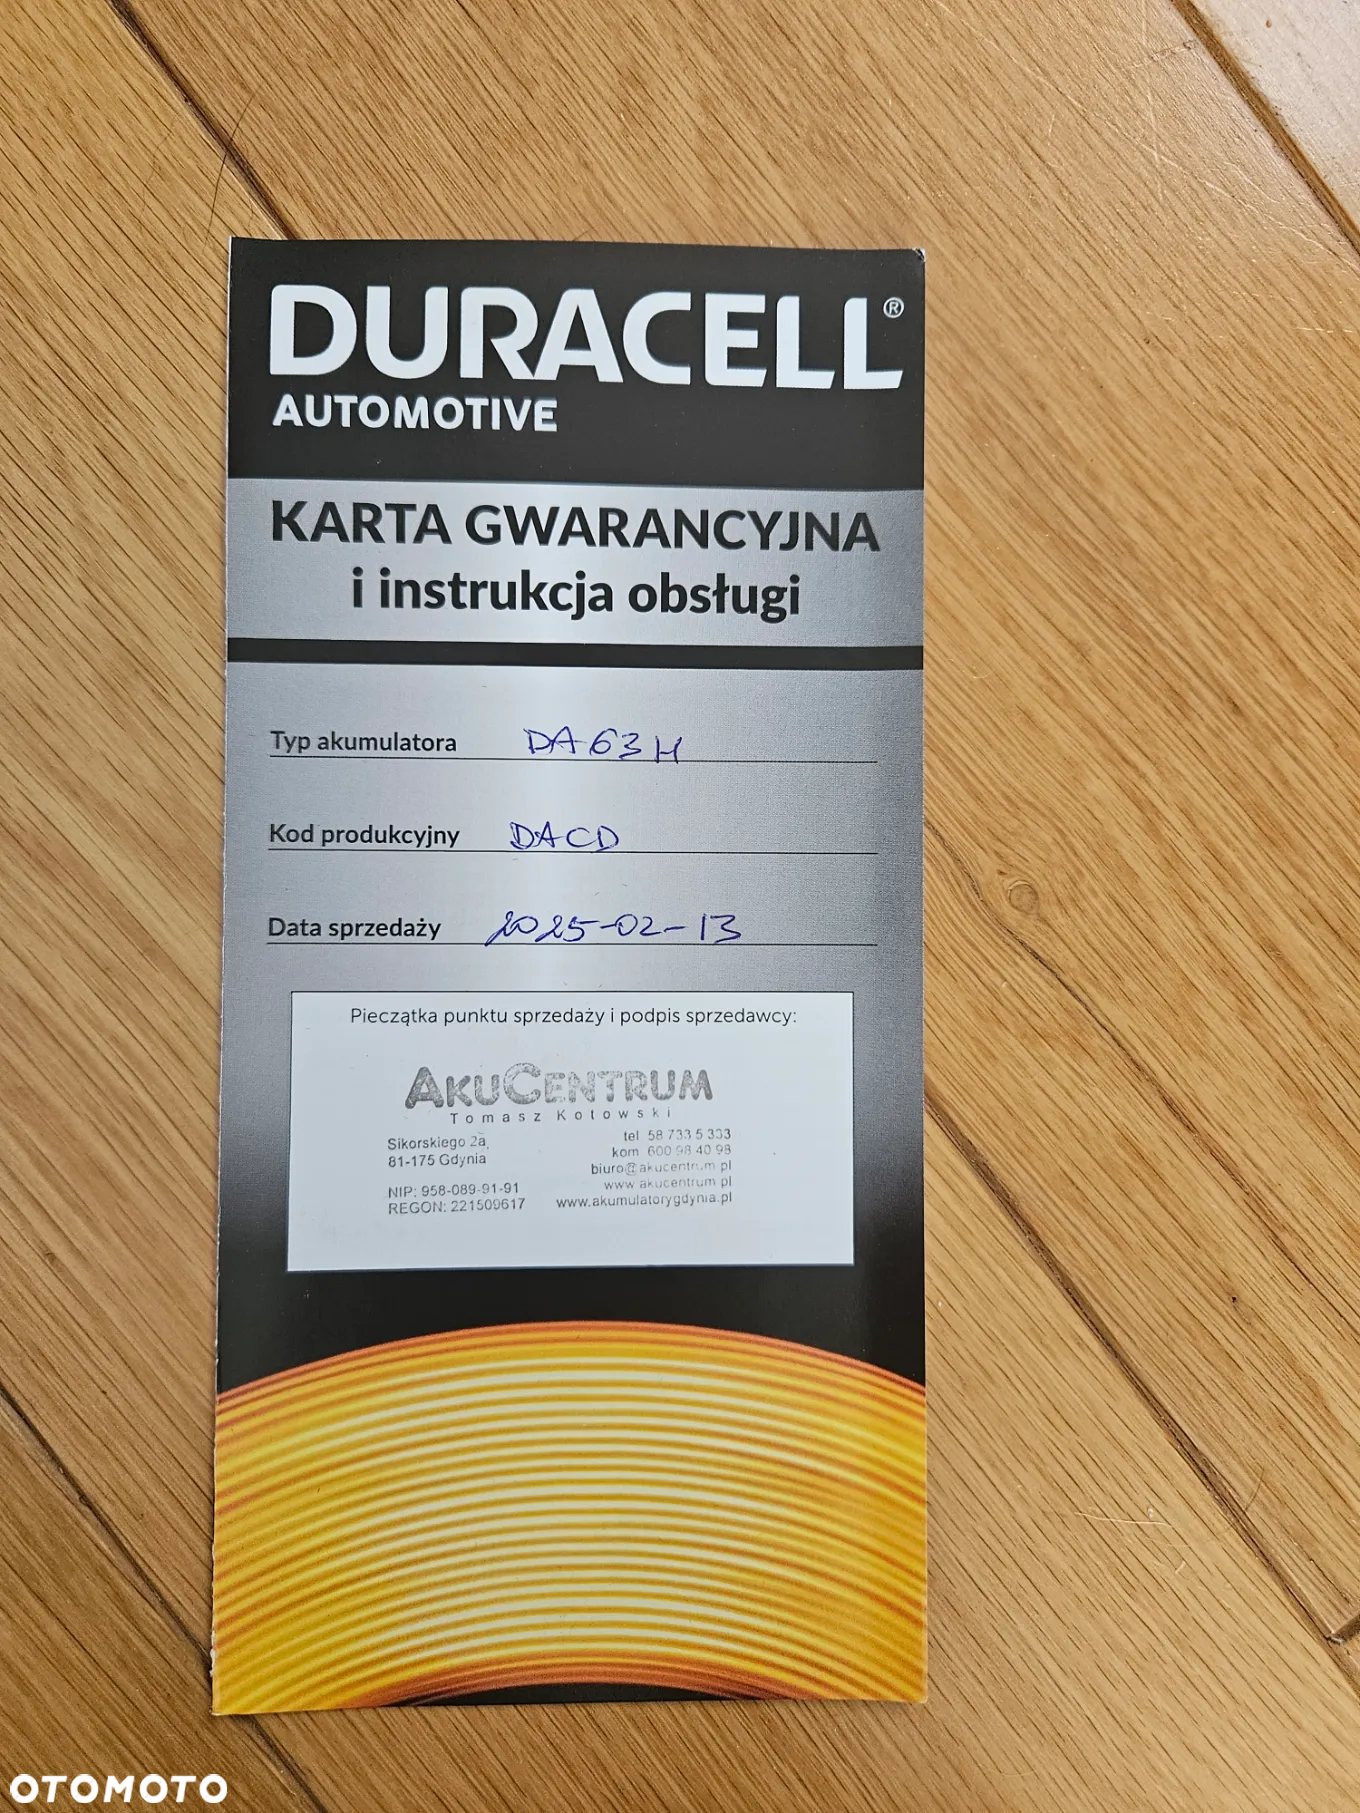 DURACELL®
AUTOMOTIVE
KARTA GWARANCYJNA
i instrukcja obsługi
Typ akumulatora DA63H
Kod produkcyjny DACD
Data sprzedaży 2025-02-13
Pieczątka punktu sprzedaży i podpis sprzedawcy:
AKUCENTRUM
Tomasz Kotowski
Sikorskiego 2a,
81-175 Gdynia
NIP: 958-089-91-91
REGON: 221509617
tel 58 733 5 333
kom 600 98 40 98
biuro@akucentrum pl
www akucentrum pl
www.akumulatorygdynia.pl
OTOMOTO